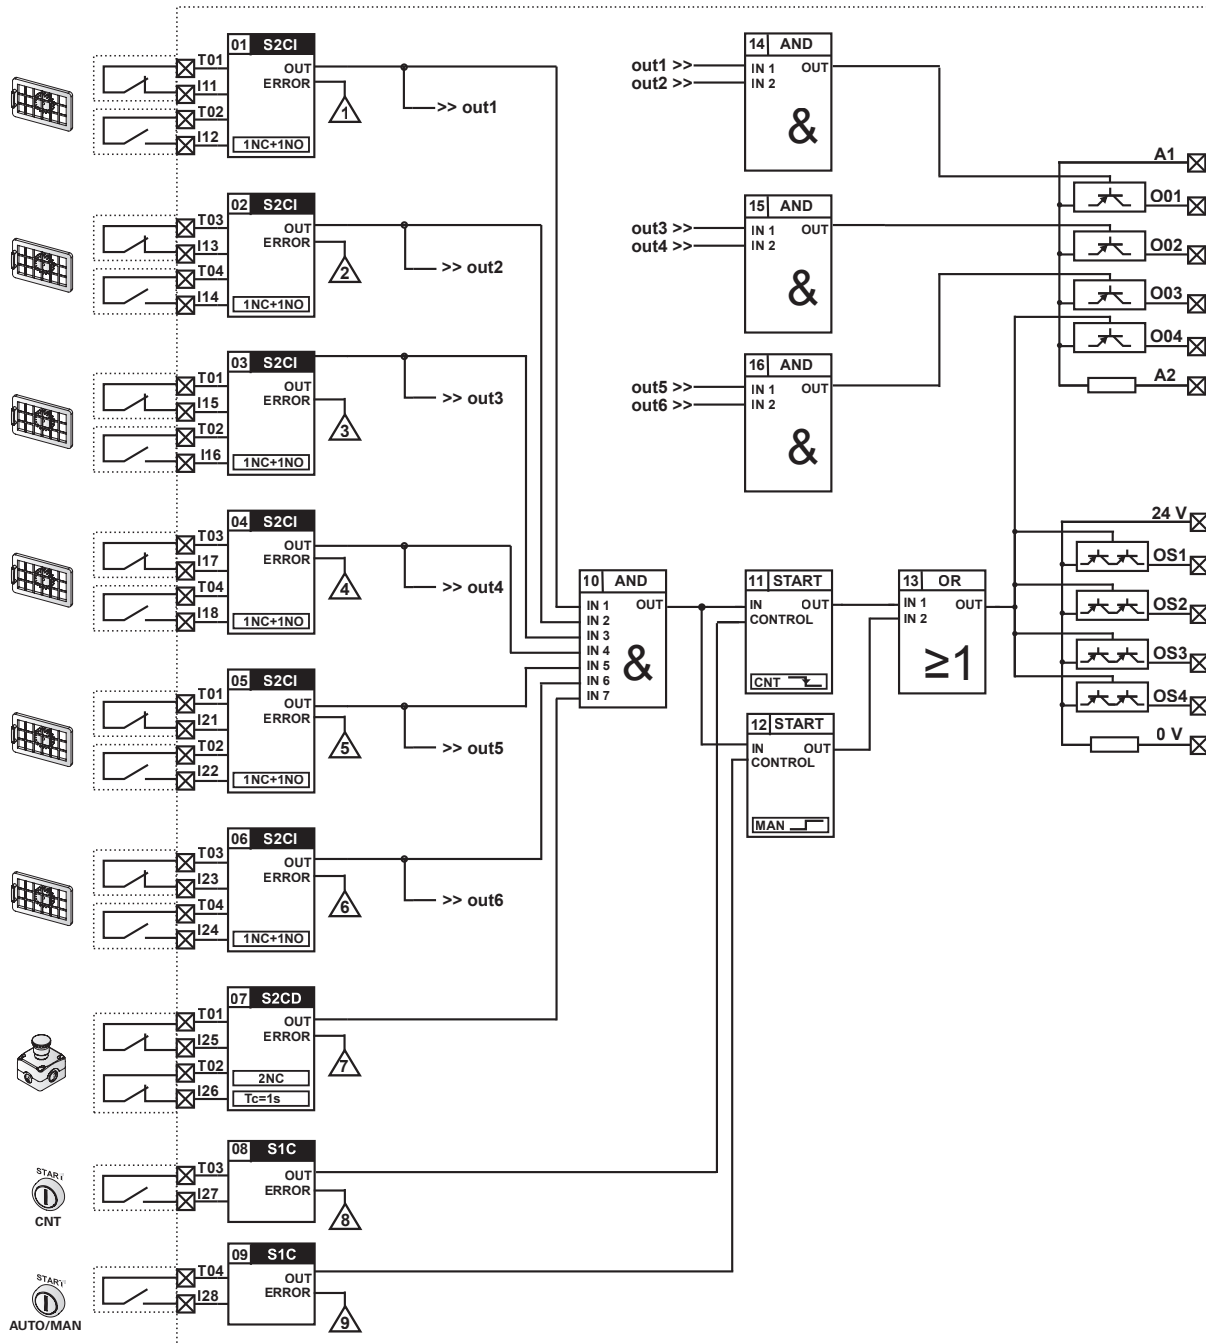 01 S2CI
T01
OUT
I11
ERROR
T02
I12
1NC+1NO
1
>> out1
02 S2CI
T03
OUT
I13
ERROR
T04
I14
1NC+1NO
2
>> out2
03 S2CI
T01
OUT
I15
ERROR
T02
I16
1NC+1NO
3
>> out3
04 S2CI
T03
OUT
I17
ERROR
T04
I18
1NC+1NO
4
>> out4
05 S2CI
T01
OUT
I21
ERROR
T02
I22
1NC+1NO
5
>> out5
06 S2CI
T03
OUT
I23
ERROR
T04
I24
1NC+1NO
6
>> out6
07 S2CD
T01
OUT
I25
ERROR
T02
I26
2NC
Tc=1s
7
START
CNT
08 S1C
T03
OUT
I27
ERROR
8
START
AUTO/MAN
09 S1C
T04
OUT
I28
ERROR
9
10 AND
IN 1 OUT
IN 2
IN 3
IN 4
IN 5
IN 6
IN 7
&
11 START
IN OUT
CONTROL
CNT
12 START
IN OUT
CONTROL
MAN
13 OR
IN 1 OUT
IN 2
≥1
14 AND
out1 >> IN 1 OUT
out2 >> IN 2
&
15 AND
out3 >> IN 1 OUT
out4 >> IN 2
&
16 AND
out5 >> IN 1 OUT
out6 >> IN 2
&
A1
O01
O02
O03
O04
A2
24 V
OS1
OS2
OS3
OS4
0 V